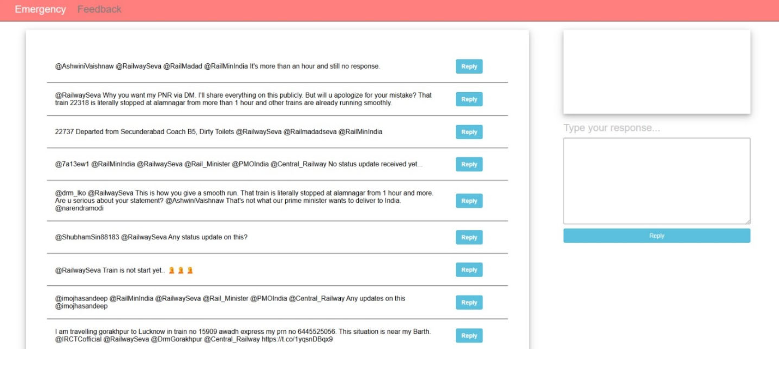 Emergency Feedback
@AshwiniVaishnaw @RailwaySeva @RailMadad @RailMinIndia It's more than an hour and still no response.
Reply
@RailwaySeva Why you want my PNR via DM. I'll share everything on this publicly. But will u apologize for your mistake? That
train 22318 is literally stopped at alamnagar from more than 1 hour and other trains are already running smoothly.
Reply
22737 Departed from Secunderabad Coach B5, Dirty Toilets @RailwaySeva @Railmadadseva @RailMinIndia
Reply
@7a13ew1 @RailMinIndia @RailwaySeva @Rail_Minister @PMOIndia @Central_Railway No status update received yet...
Reply
@drm_lko @RailwaySeva This is how you give a smooth run. That train is literally stopped at alamnagar from 1 hour and more.
Are u serious about your statement? @AshwiniVaishnaw That's not what our prime minister wants to deliver to India.
@narendramodi
Reply
@ShubhamSin88183 @RailwaySeva Any status update on this?
Reply
@RailwaySeva Train is not start yet..
Reply
@imojhasandeep @RailMinIndia @RailwaySeva @Rail_Minister @PMOIndia @Central_Railway Any updates on this
@imojhasandeep
Reply
I am travelling gorakhpur to Lucknow in train no 15909 awadh express my prn no 6445525056. This situation is near my Barth.
@IRCTCofficial @RailwaySeva @DrmGorakhpur @Central_Railway https://t.co/1yqsnDBqx9
Reply
Type your response...
Reply